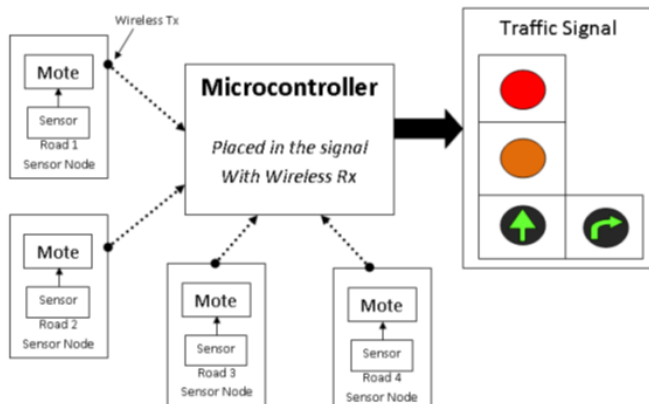 Wireless Tx
Mote
Sensor
Road 1
Sensor Node
Microcontroller
Placed in the signal
With Wireless Rx
Traffic Signal
Mote
Sensor
Road 2
Sensor Node
Mote
Sensor
Road 3
Sensor Node
Mote
Sensor
Road 4
Sensor Node